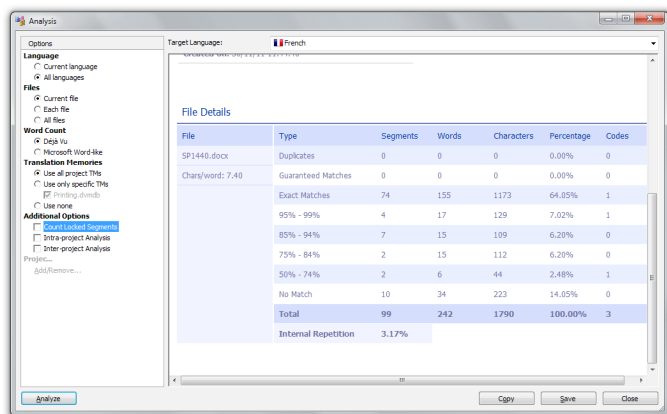 Analysis
Options
Language
Current language
All languages
Files
Current file
Each file
All files
Word Count
Déjà Vu
Microsoft Word-like
Translation Memories
Use all project TMs
Use only specific TMs
Printing.dvmdb
Use none
Additional Options
Count Locked Segments
Intra-project Analysis
Inter-project Analysis
Projec...
Add/Remove...
Target Language: French
File Details
File Type Segments Words Characters Percentage Codes
SP1440.docx Duplicates 0 0 0 0.00% 0
Chars/word: 7.40 Guaranteed Matches 0 0 0 0.00% 0
Exact Matches 74 155 1173 64.05% 1
95% - 99% 4 17 129 7.02% 1
85% - 94% 7 15 109 6.20% 0
75% - 84% 2 15 112 6.20% 0
50% - 74% 2 6 44 2.48% 1
No Match 10 34 223 14.05% 0
Total 99 242 1790 100.00% 3
Internal Repetition 3.17%
Analyze Copy Save Close